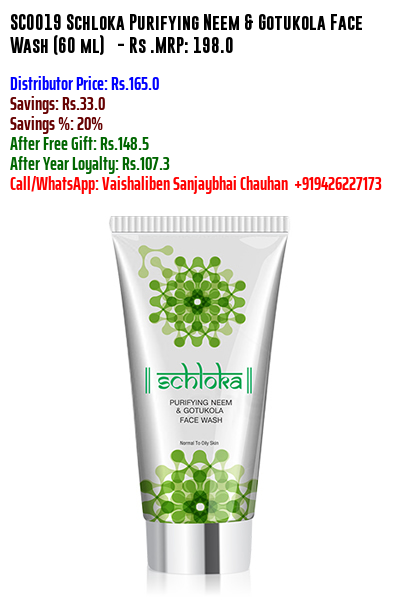 SCO019 Schloka Purifying Neem & Gotukola Face
Wash (60 ml) - Rs .MRP: 198.0
Distributor Price: Rs.165.0
Savings: Rs.33.0
Savings %: 20%
After Free Gift: Rs.148.5
After Year Loyalty: Rs.107.3
Call/WhatsApp: Vaishaliben Sanjaybhai Chauhan +919426227173
schloka
PURIFYING NEEM
& GOTUKOLA
FACE WASH
Normal To Oily Skin